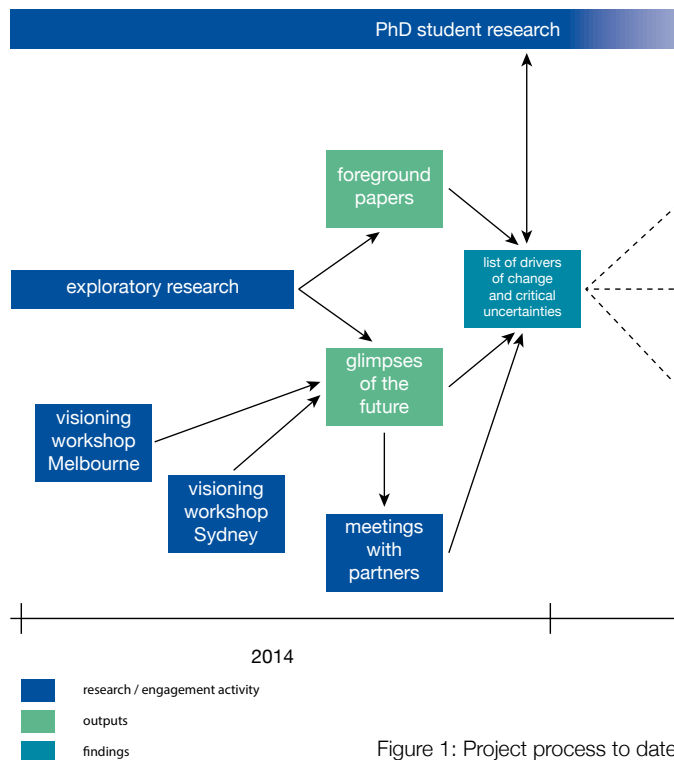 PhD student research
foreground
papers
list of drivers
of change
and critical
uncertainties
exploratory research
glimpses
of the
future
visioning
workshop
Melbourne
visioning
workshop
Sydney
meetings
with
partners
2014
research / engagement activity
outputs
findings
Figure 1: Project process to date